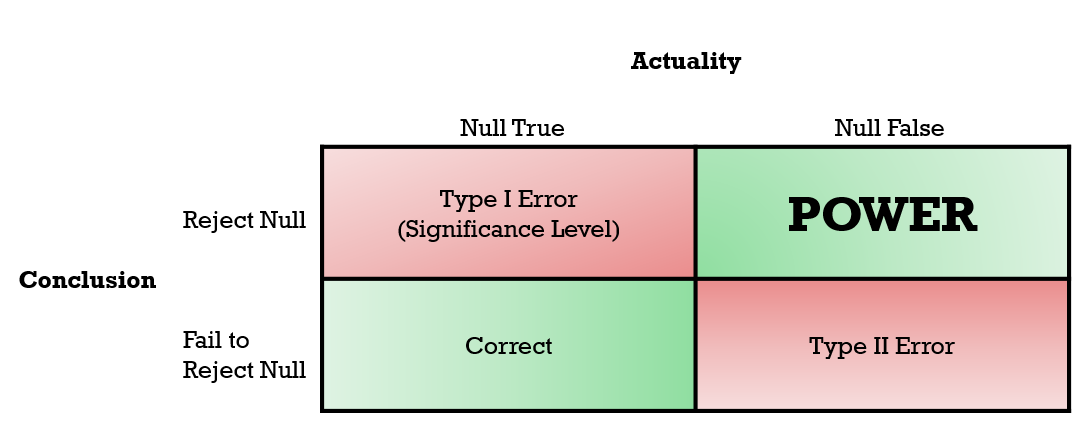 Actuality
Null True
Null False
Reject Null
Type I Error
(Significance Level)
POWER
Conclusion
Fail to
Reject Null
Correct
Type II Error